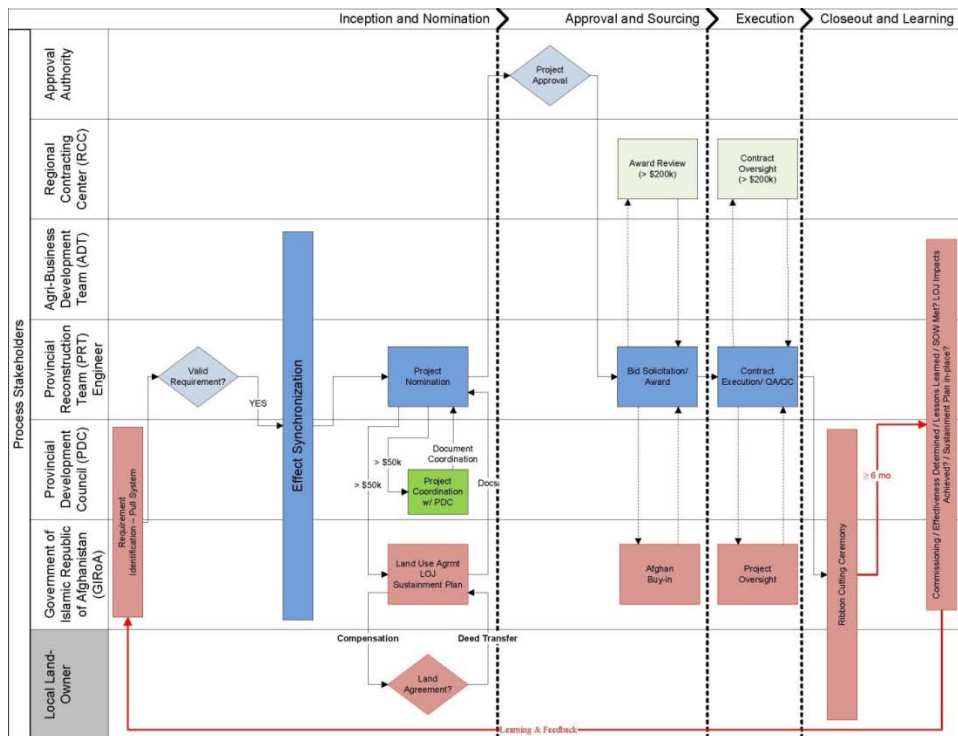 Inception and Nomination
Approval and Sourcing
Execution
Closeout and Learning
Process Stakeholders
Approval
Authority
Project
Approval
Regional
Contracting
Center (RCC)
Award Review
(> $200k)
Contract
Oversight
(> $200k)
Agri-Business
Development
Team (ADT)
Provincial
Reconstruction
Team (PRT)
Engineer
Valid
Requirement?
YES
Effect Synchronization
Project
Nomination
Bid Solicitation/
Award
Contract
Execution/ QA/QC
Provincial
Development
Council (PDC)
Requirement
Identification – Pull System
> $50k
> $50k
Document
Coordination
Docs
Project
Coordination
w/ PDC
≥ 6 mo
Commissioning / Effectiveness Determined / Lessons Learned / SOW Met? LOJ Impacts
Achieved? / Sustainment Plan in-place?
Government of
Islamic Republic
of Afghanistan
(GIRoA)
Land Use Agrmt
LOJ
Sustainment Plan
Afghan
Buy-in
Project
Oversight
Ribbon Cutting Ceremony
Compensation
Deed Transfer
Local Land-
Owner
Land
Agreement?
Learning & Feedback